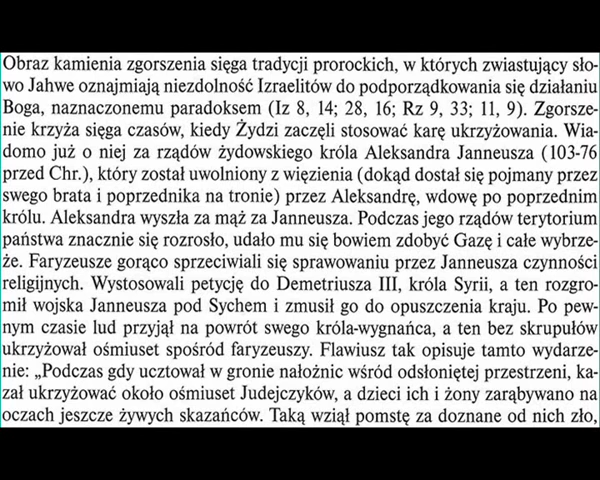 Obraz kamienia zgorszenia sięga tradycji prorockich, w których zwiastujący sło-
wo Jahwe oznajmiają niezdolność Izraelitów do podporządkowania się działaniu
Boga, naznaczonemu paradoksem (Iz 8, 14; 28, 16; Rz 9, 33; 11, 9). Zgorsze-
nie krzyża sięga czasów, kiedy Żydzi zaczęli stosować karę ukrzyżowania. Wia-
domo już o niej za rządów żydowskiego króla Aleksandra Janneusza (103-76
przed Chr.), który został uwolniony z więzienia (dokąd dostał się pojmany przez
swego brata i poprzednika na tronie) przez Aleksandrę, wdowę po poprzednim
królu. Aleksandra wyszła za mąż za Janneusza. Podczas jego rządów terytorium
państwa znacznie się rozrosło, udało mu się bowiem zdobyć Gazę i całe wybrze-
że. Faryzeusze gorąco sprzeciwiali się sprawowaniu przez Janneusza czynności
religijnych. Wystosowali petycję do Demetriusza III, króla Syrii, a ten rozgro-
mił wojska Janneusza pod Sychem i zmusił go do opuszczenia kraju. Po pew-
nym czasie lud przyjął na powrót swego króla-wygnańca, a ten bez skrupułów
ukrzyżował ośmiuset spośród faryzeuszy. Flawiusz tak opisuje tamto wydarze-
nie: „Podczas gdy ucztował w gronie nałożnic wśród odsłoniętej przestrzeni, ka-
zał ukrzyżować około ośmiuset Judejczyków, a dzieci ich i żony zarąbywano na
oczach jeszcze żywych skazańców. Taką wziął pomstę za doznane od nich zło,